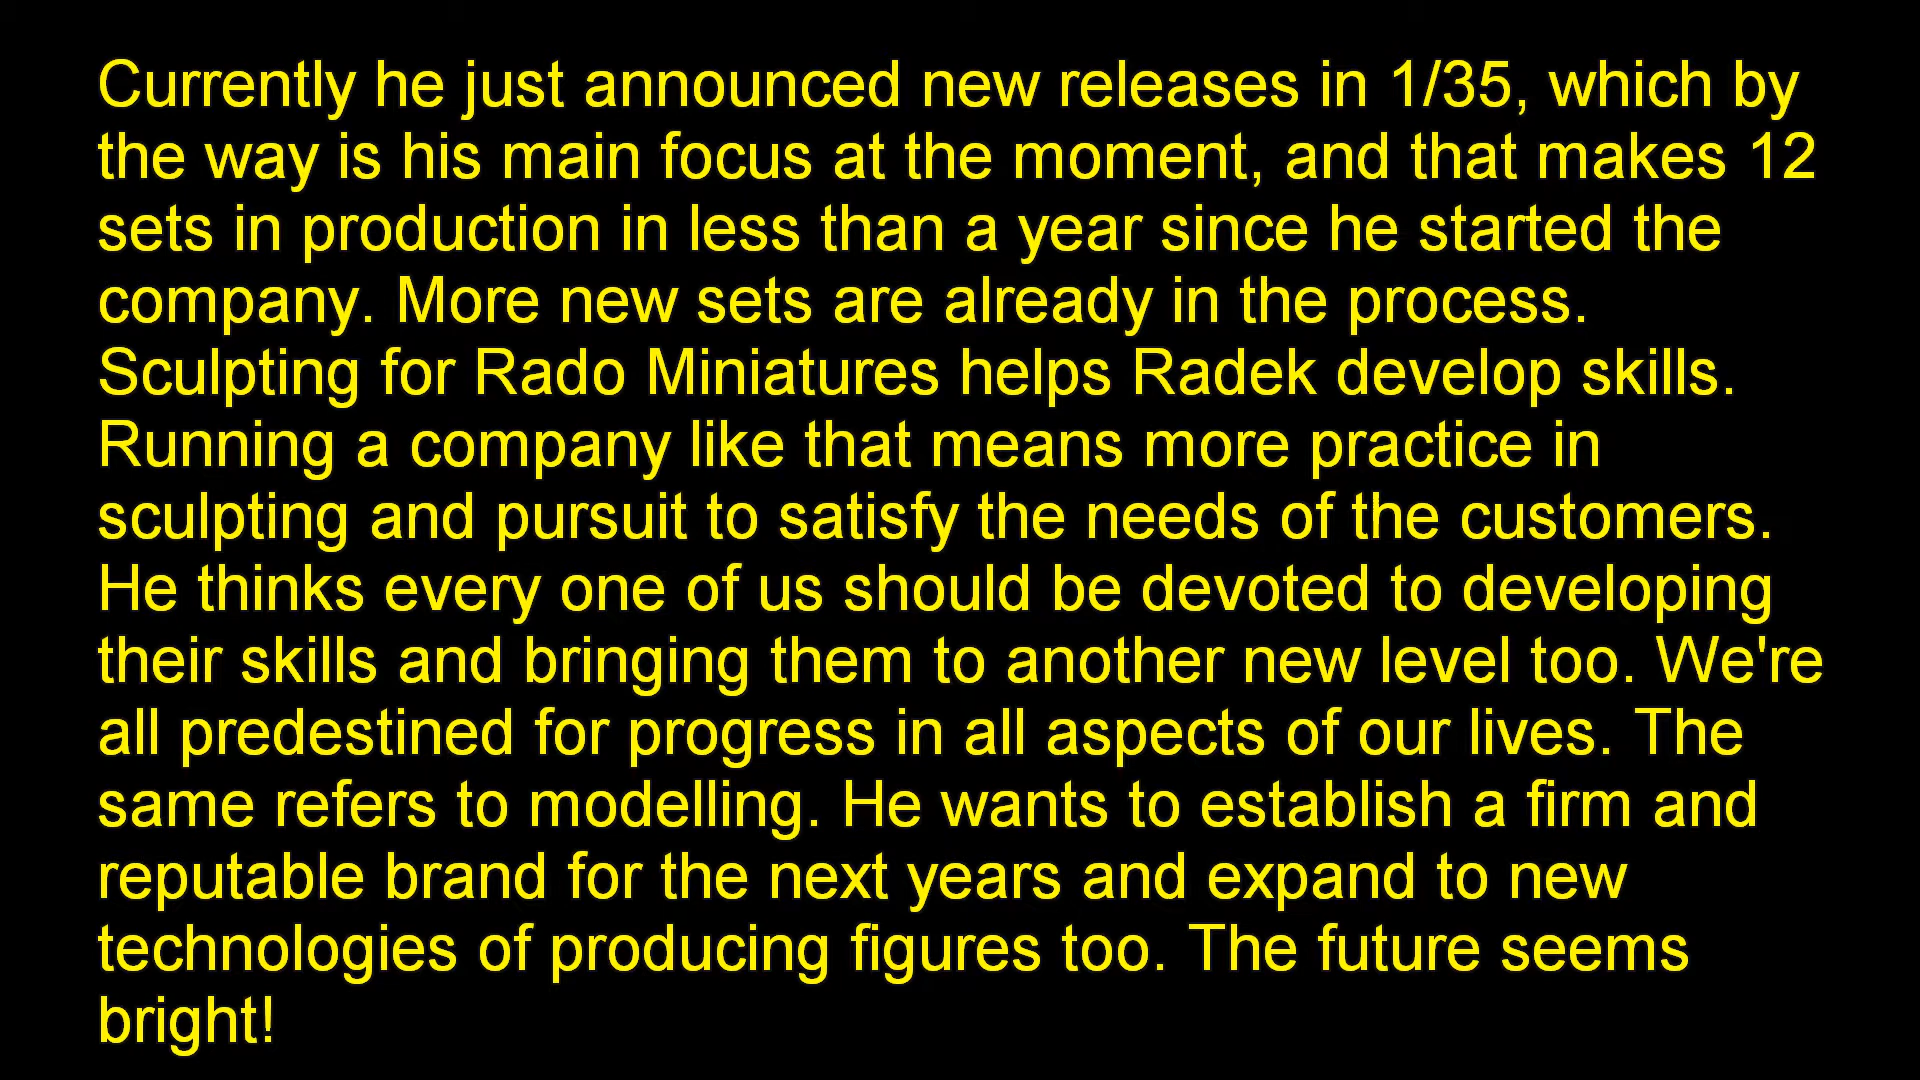 Currently he just announced new releases in 1/35, which by
the way is his main focus at the moment, and that makes 12
sets in production in less than a year since he started the
company. More new sets are already in the process.
Sculpting for Rado Miniatures helps Radek develop skills.
Running a company like that means more practice in
sculpting and pursuit to satisfy the needs of the customers.
He thinks every one of us should be devoted to developing
their skills and bringing them to another new level too. We're
all predestined for progress in all aspects of our lives. The
same refers to modelling. He wants to establish a firm and
reputable brand for the next years and expand to new
technologies of producing figures too. The future seems
bright!